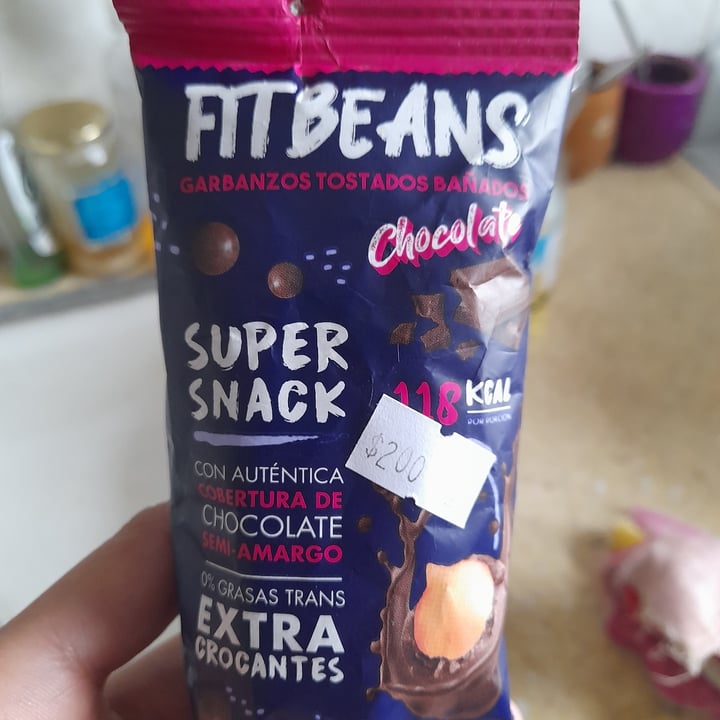 FITBEANS
GARBANZOS TOSTADOS BAÑADOS
Chocolate
SUPER
SNACK
118 KCAL
POR PORCIÓN
$200
CON AUTÉNTICA
COBERTURA DE
CHOCOLATE
SEMI-AMARGO
0% GRASAS TRANS
EXTRA
CROCANTES